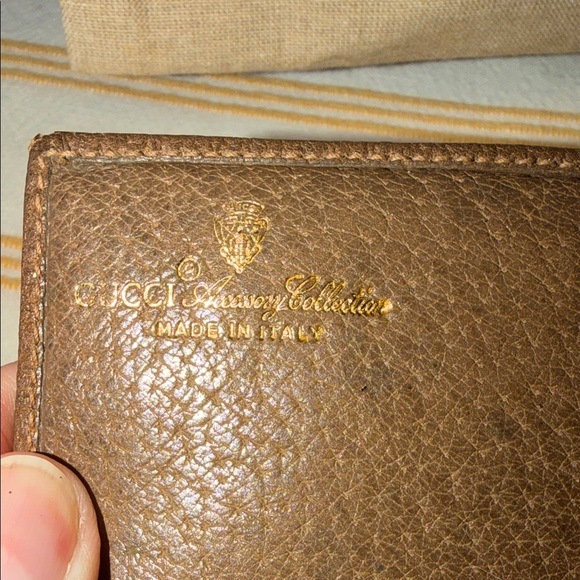 GUCCI® Accessory Collection
MADE IN ITALY